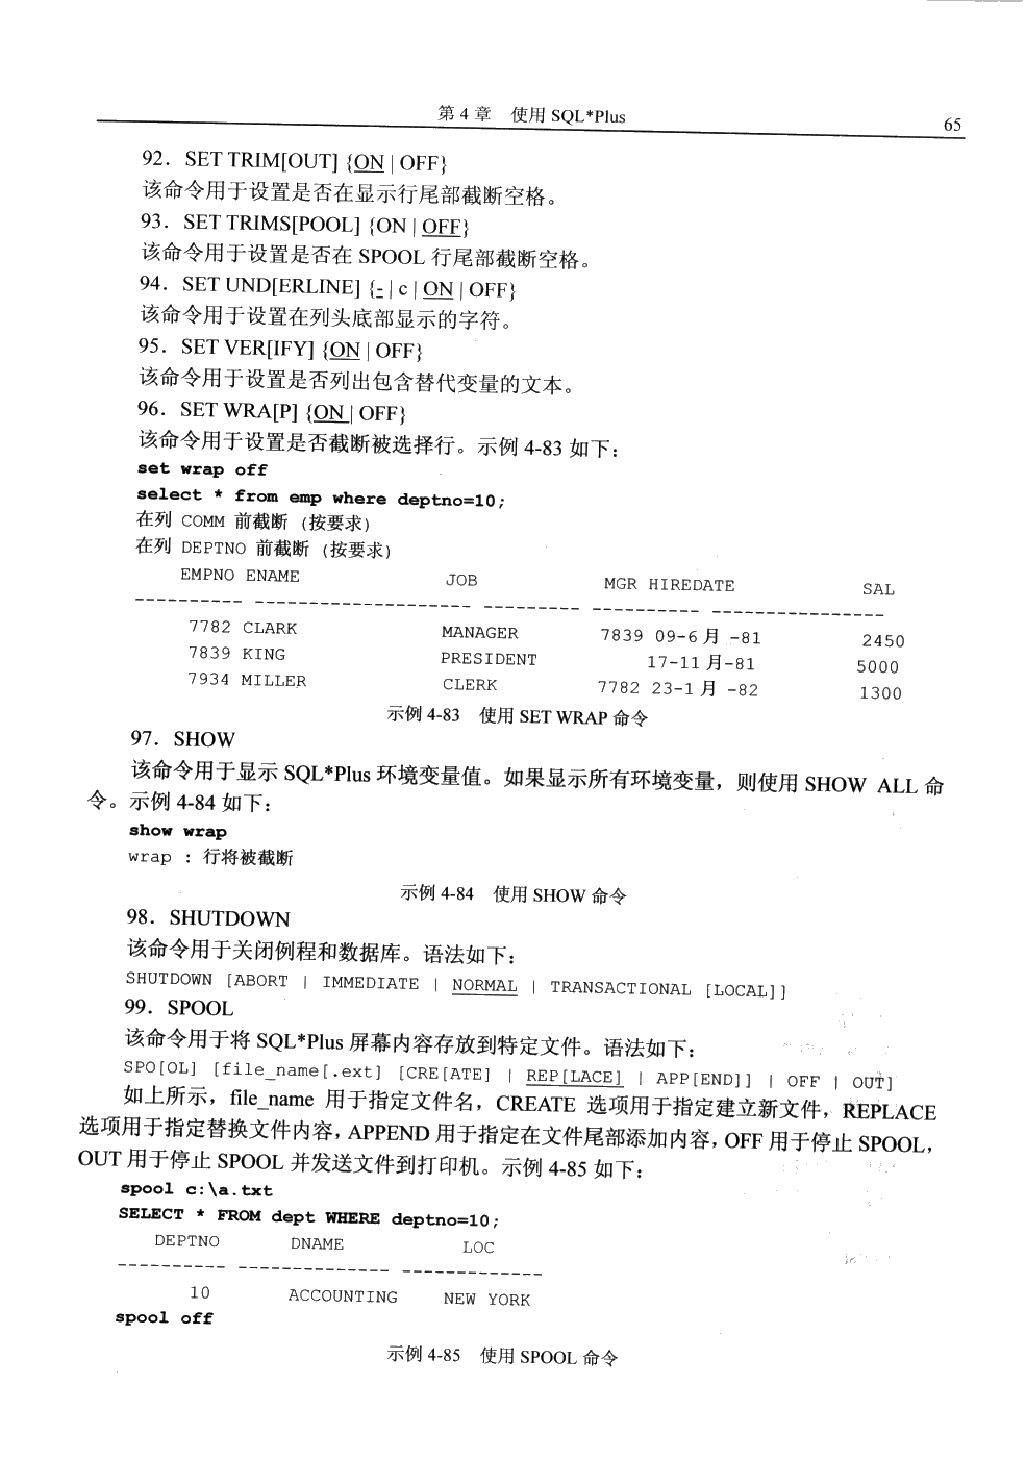 第 4 章 使用 SQL*Plus
65
92．SET TRIM[OUT] {ON | OFF}
该命令用于设置是否在显示行尾部截断空格。
93．SET TRIMS[POOL] {ON | OFF}
该命令用于设置是否在 SPOOL 行尾部截断空格。
94．SET UND[ERLINE] {- | c | ON | OFF}
该命令用于设置在列头底部显示的字符。
95．SET VER[IFY] {ON | OFF}
该命令用于设置是否列出包含替代变量的文本。
96．SET WRA[P] {ON | OFF}
该命令用于设置是否截断被选择行。示例 4-83 如下：
set wrap off
select * from emp where deptno=10;
在列 COMM 前截断（按要求）
在列 DEPTNO 前截断（按要求）
EMPNO ENAME JOB MGR HIREDATE SAL
---------- -------------------- --------- ---------- ----------------
7782 CLARK MANAGER 7839 09-6月 -81 2450
7839 KING PRESIDENT 17-11月-81 5000
7934 MILLER CLERK 7782 23-1月 -82 1300
示例 4-83 使用 SET WRAP 命令
97．SHOW
该命令用于显示 SQL*Plus 环境变量值。如果显示所有环境变量，则使用 SHOW ALL 命
令。示例 4-84 如下：
show wrap
wrap : 行将被截断
示例 4-84 使用 SHOW 命令
98．SHUTDOWN
该命令用于关闭例程和数据库。语法如下：
SHUTDOWN [ABORT | IMMEDIATE | NORMAL | TRANSACTIONAL [LOCAL]]
99．SPOOL
该命令用于将 SQL*Plus 屏幕内容存放到特定文件。语法如下：
SPO[OL] [file_name[.ext] [CRE[ATE] | REP[LACE] | APP[END]] | OFF | OUT]
如上所示，file_name 用于指定文件名，CREATE 选项用于指定建立新文件，REPLACE
选项用于指定替换文件内容，APPEND 用于指定在文件尾部添加内容，OFF 用于停止 SPOOL，
OUT 用于停止 SPOOL 并发送文件到打印机。示例 4-85 如下：
spool c:\a.txt
SELECT * FROM dept WHERE deptno=10;
DEPTNO DNAME LOC
---------- -------------- -------------
10 ACCOUNTING NEW YORK
spool off
示例 4-85 使用 SPOOL 命令